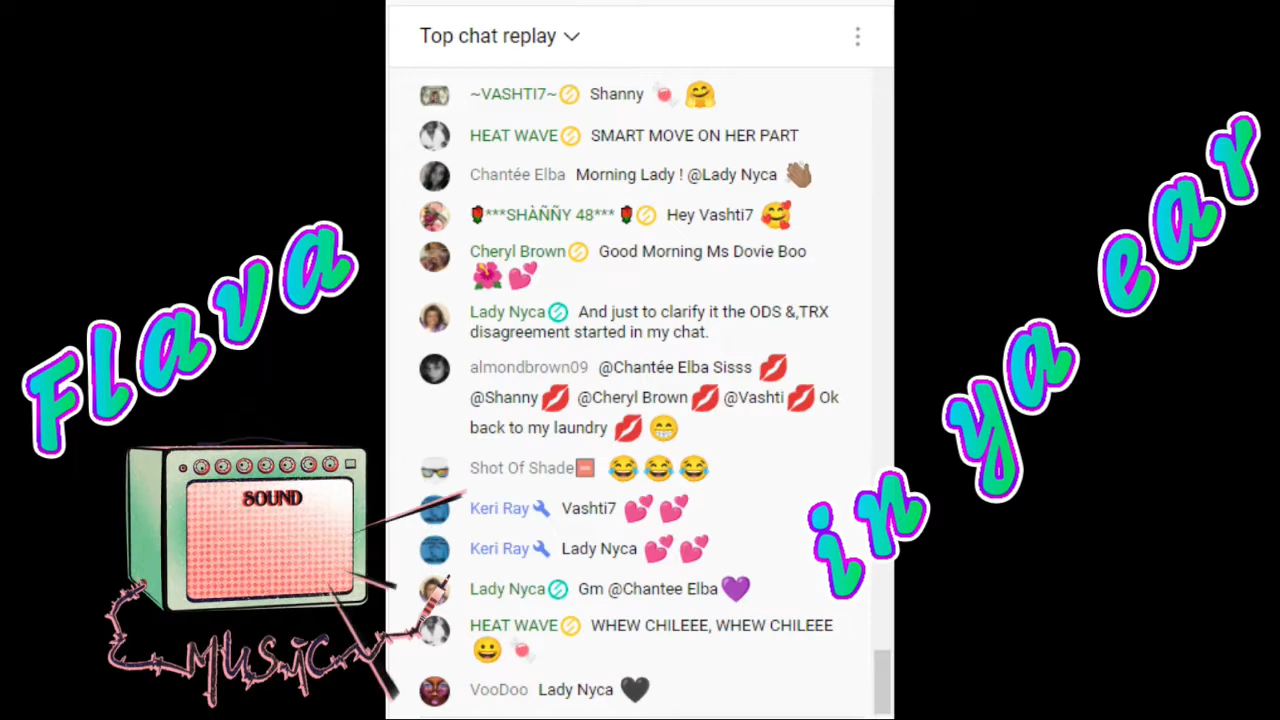 Top chat replay
~VASHTI7~ Shanny 🍬 🤗
HEAT WAVE SMART MOVE ON HER PART
Chantée Elba Morning Lady ! @Lady Nyca 👋🏽
🌹***SHÀÑÑY 48*** 🌹 Hey Vashti7 🥰
Cheryl Brown Good Morning Ms Dovie Boo
🌺 💕
Lady Nyca And just to clarify it the ODS &,TRX
disagreement started in my chat.
almondbrown09 @Chantée Elba Sisss 💋
@Shanny 💋 @Cheryl Brown 💋 @Vashti 💋 Ok
back to my laundry 💋 😁
Shot Of Shade 😂 😂 😂
Keri Ray Vashti7 💕 💕
Keri Ray Lady Nyca 💕 💕
Lady Nyca Gm @Chantee Elba 💜
HEAT WAVE WHEW CHILEEE, WHEW CHILEEE
😀 🍬
VooDoo Lady Nyca 🖤
Flava
in ya ear
SOUND
MUSIC